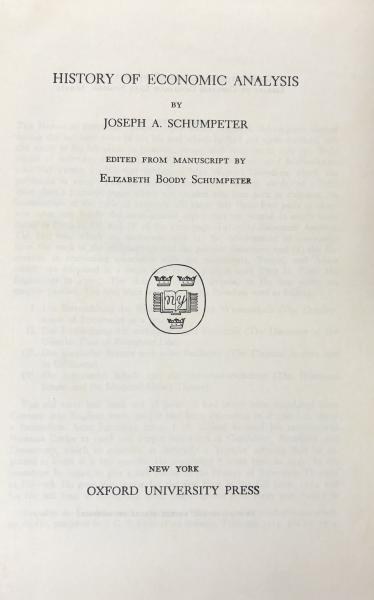 HISTORY OF ECONOMIC ANALYSIS
BY
JOSEPH A. SCHUMPETER
EDITED FROM MANUSCRIPT BY
ELIZABETH BOODY SCHUMPETER
NY
NEW YORK
OXFORD UNIVERSITY PRESS